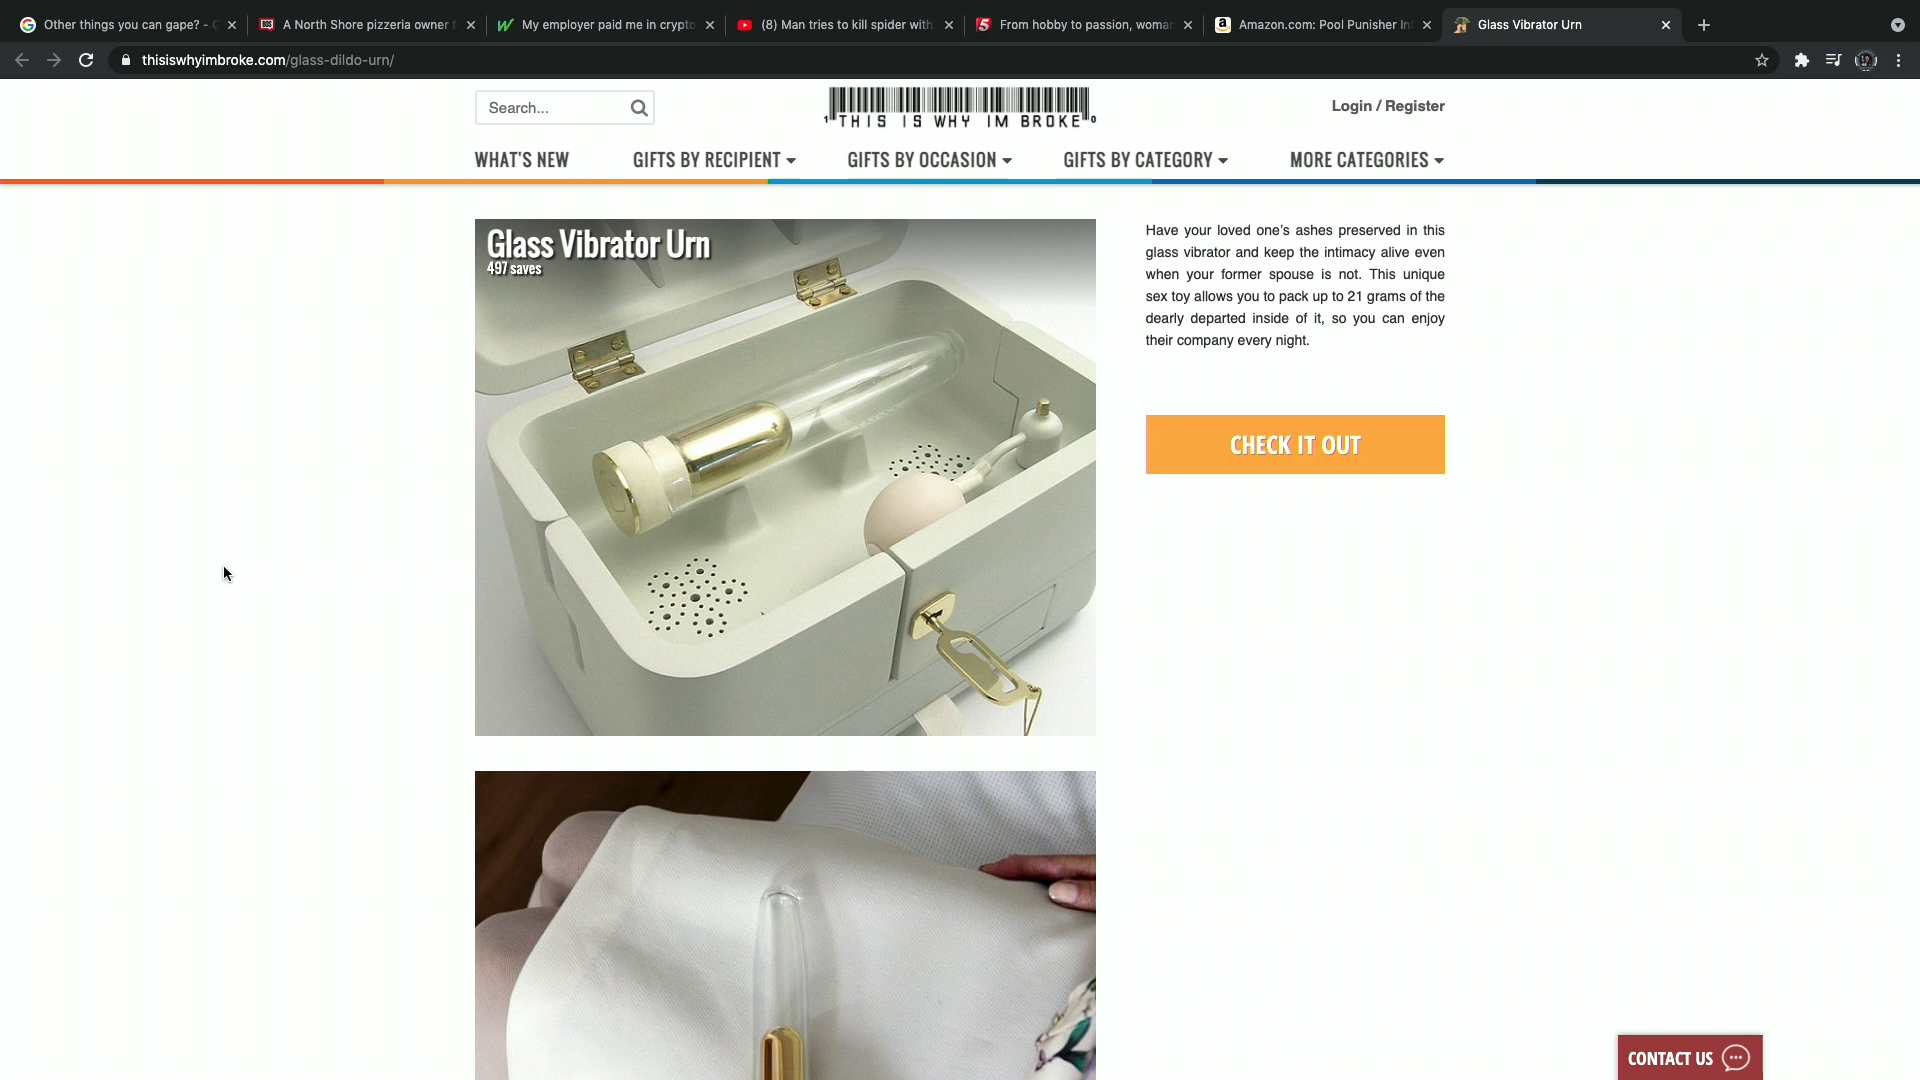 Other things you can gape? - G
A North Shore pizzeria owner f
My employer paid me in crypto
(8) Man tries to kill spider with
From hobby to passion, woman
Amazon.com: Pool Punisher In
Glass Vibrator Urn
thisiswhyimbroke.com/glass-dildo-urn/
Search...
THIS IS WHY IM BROKE
Login / Register
WHAT'S NEW
GIFTS BY RECIPIENT
GIFTS BY OCCASION
GIFTS BY CATEGORY
MORE CATEGORIES
Glass Vibrator Urn
497 saves
Have your loved one's ashes preserved in this
glass vibrator and keep the intimacy alive even
when your former spouse is not. This unique
sex toy allows you to pack up to 21 grams of the
dearly departed inside of it, so you can enjoy
their company every night.
CHECK IT OUT
CONTACT US